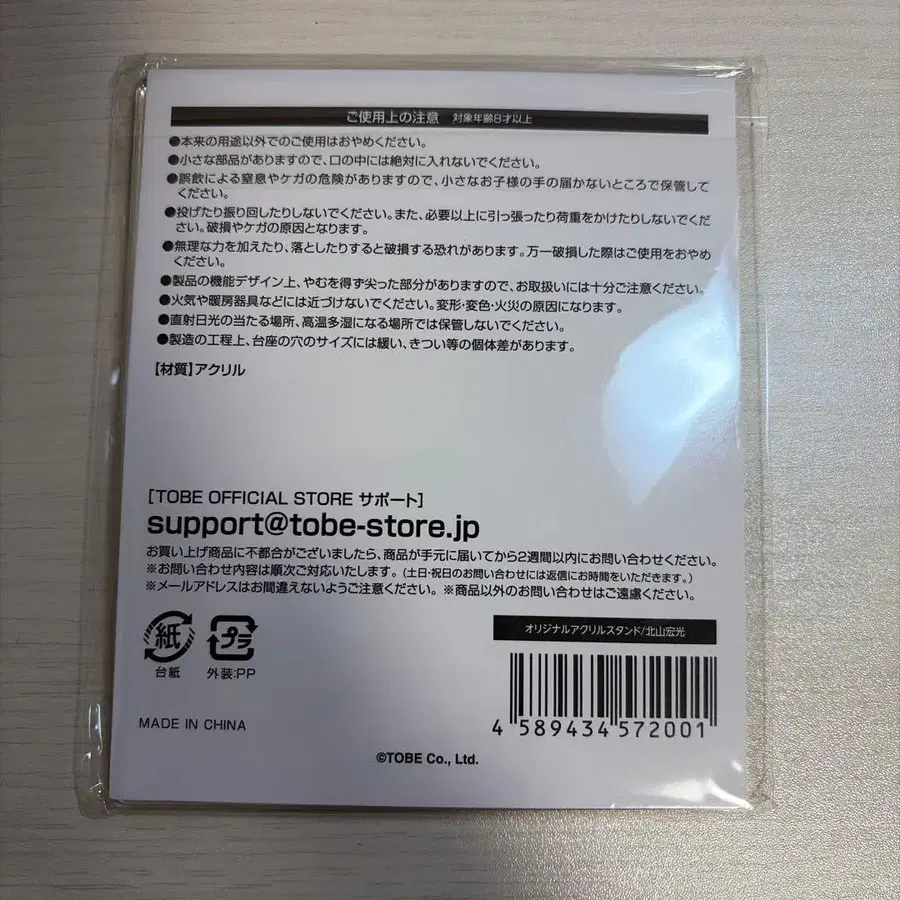 ご使用上の注意 対象年齢8才以上
●本来の用途以外でのご使用はおやめください。
●小さな部品がありますので、口の中には絶対に入れないでください。
●誤飲による窒息やケガの危険がありますので、小さなお子様の手の届かないところで保管して
ください。
●投げたり振り回したりしないでください。また、必要以上に引っ張ったり荷重をかけたりしないでくだ
さい。破損やケガの原因となります。
●無理な力を加えたり、落としたりすると破損する恐れがあります。万一破損した際はご使用をおやめ
ください。
●製品の機能デザイン上、やむを得ず尖った部分がありますので、お取扱いには十分ご注意ください。
●火気や暖房器具などには近づけないでください。変形・変色・火災の原因になります。
●直射日光の当たる場所、高温多湿になる場所では保管しないでください。
●製造の工程上、台座の穴のサイズには緩い、きつい等の個体差があります。
【材質】アクリル
[TOBE OFFICIAL STORE サポート]
support@tobe-store.jp
お買い上げ商品に不都合がございましたら、商品が手元に届いてから2週間以内にお問い合わせください。
※お問い合わせ内容は順次ご対応いたします。(土日・祝日のお問い合わせには返信にお時間をいただきます。)
※メールアドレスはお間違えないようご注意ください。※商品以外のお問い合わせはご遠慮ください。
紙
台紙
プラ
外装:PP
オリジナルアクリルスタンド/北山宏光
4 589434 572001
MADE IN CHINA
©TOBE Co., Ltd.